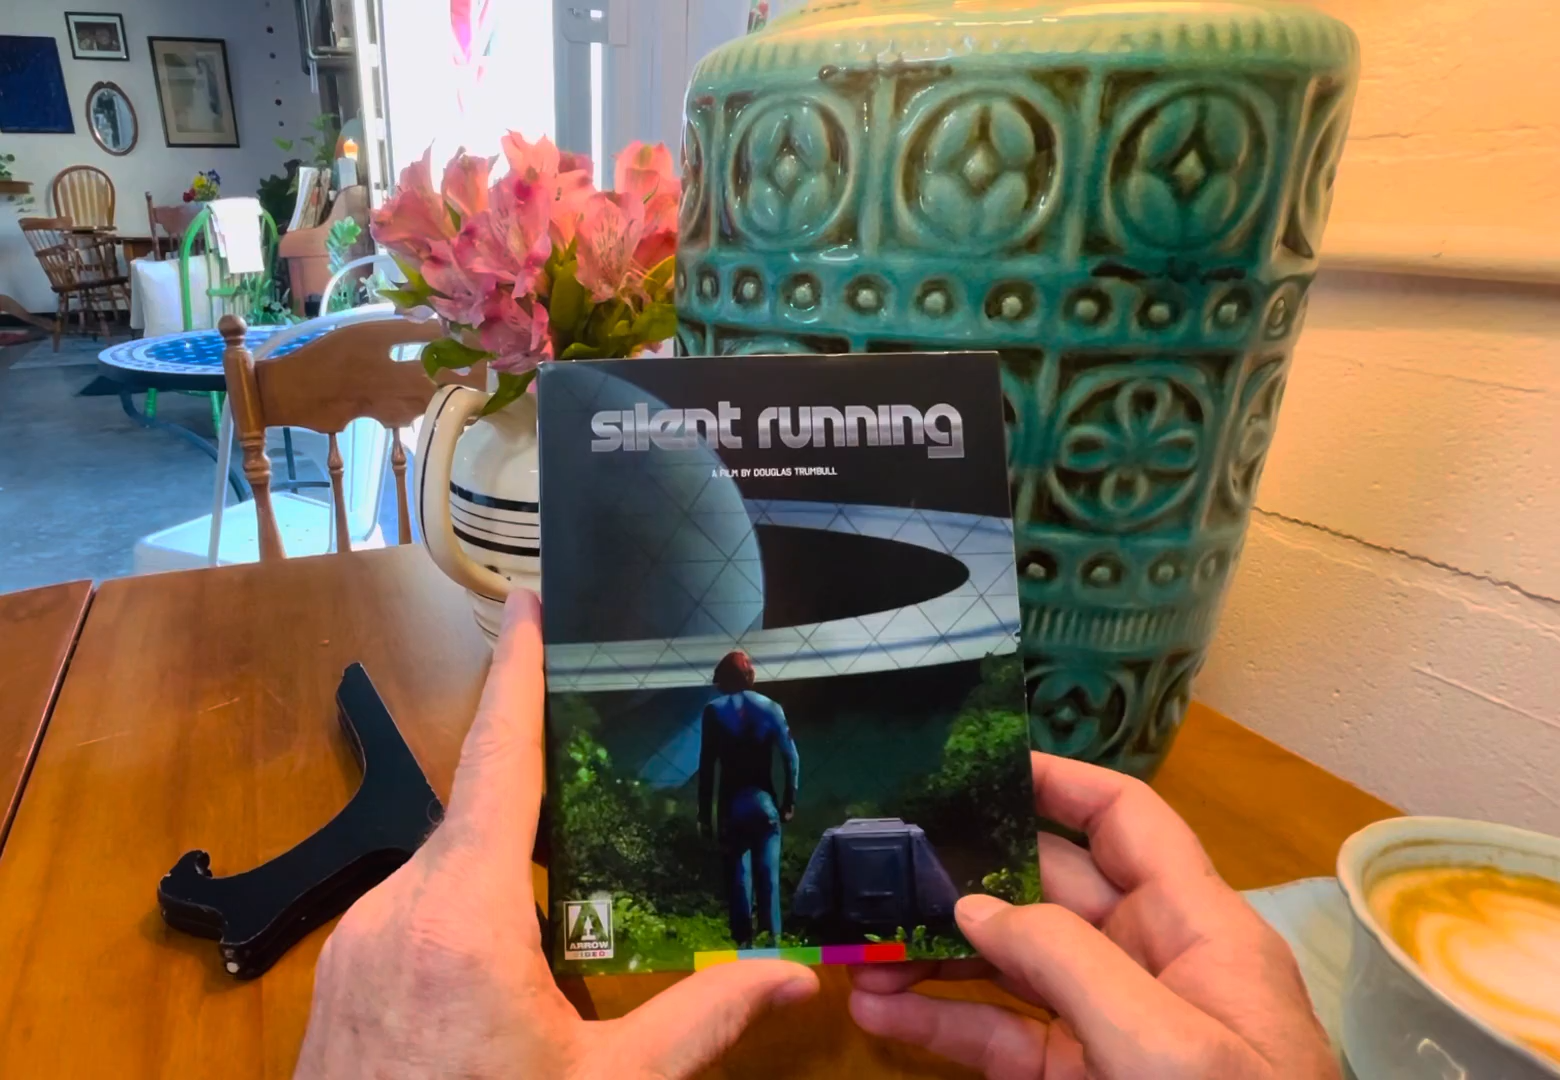 silent running
A FILM BY DOUGLAS TRUMBULL
A
ARROW
VIDEO